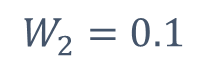 W₂ = 0.1